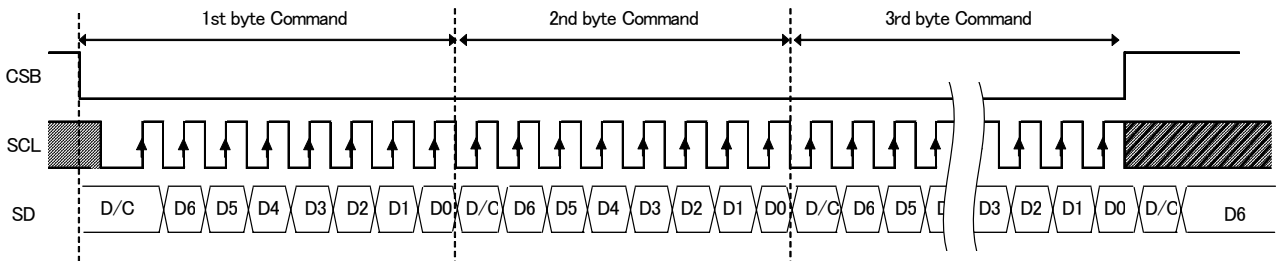 1st byte Command 2nd byte Command 3rd byte Command
CSB
SCL
SD D/C D6 D5 D4 D3 D2 D1 D0 D/C D6 D5 D4 D3 D2 D1 D0 D/C D6 D5 D3 D2 D1 D0 D/C D6